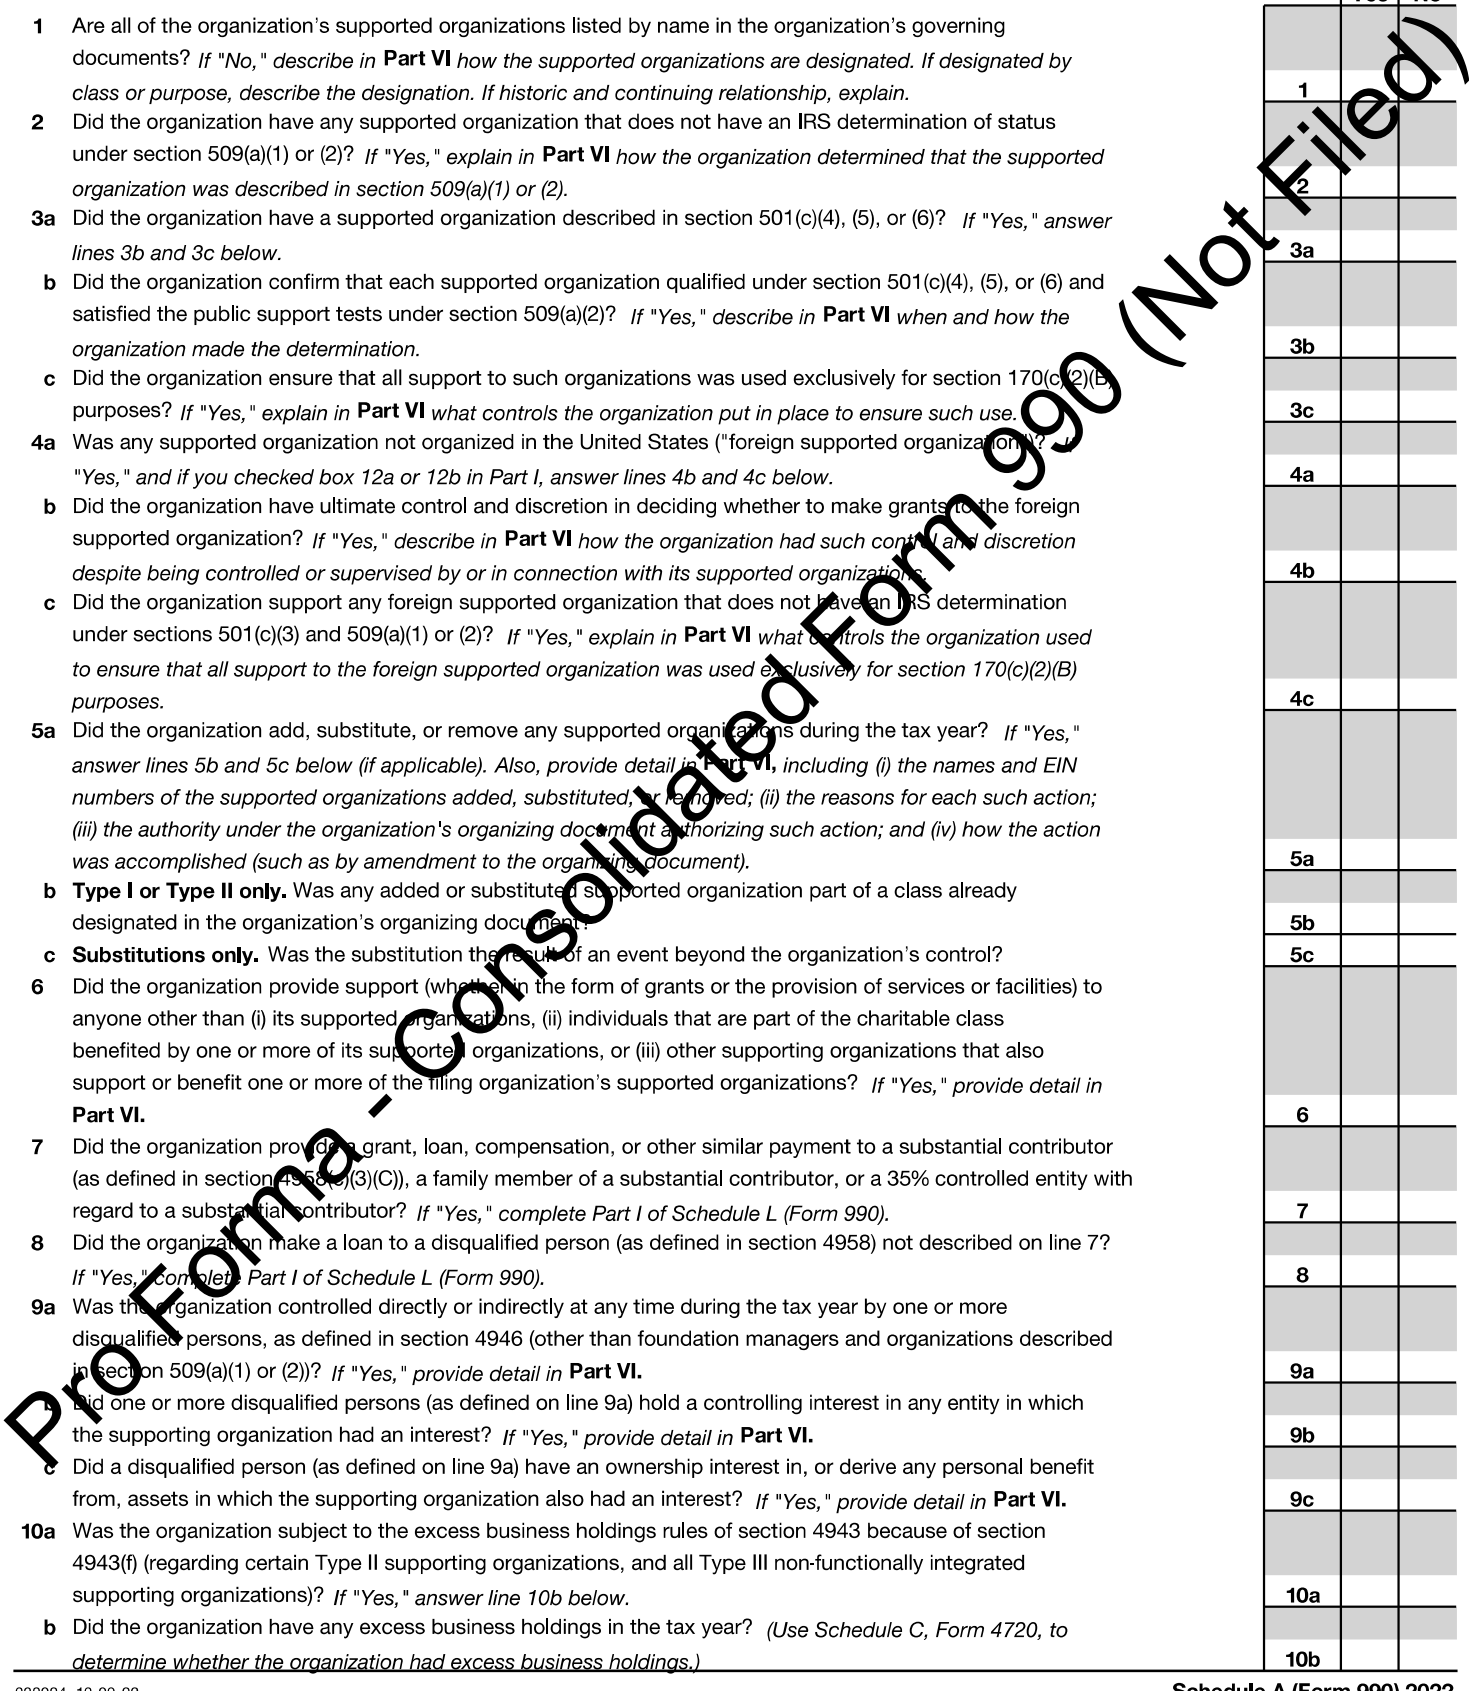 1 Are all of the organization's supported organizations listed by name in the organization's governing
documents? If "No," describe in Part VI how the supported organizations are designated. If designated by
class or purpose, describe the designation. If historic and continuing relationship, explain. 1
2 Did the organization have any supported organization that does not have an IRS determination of status
under section 509(a)(1) or (2)? If "Yes," explain in Part VI how the organization determined that the supported
organization was described in section 509(a)(1) or (2). 2
3a Did the organization have a supported organization described in section 501(c)(4), (5), or (6)? If "Yes," answer
lines 3b and 3c below. 3a
b Did the organization confirm that each supported organization qualified under section 501(c)(4), (5), or (6) and
satisfied the public support tests under section 509(a)(2)? If "Yes," describe in Part VI when and how the
organization made the determination. 3b
c Did the organization ensure that all support to such organizations was used exclusively for section 170(c)(2)(B)
purposes? If "Yes," explain in Part VI what controls the organization put in place to ensure such use. 3c
4a Was any supported organization not organized in the United States ("foreign supported organization")? If
"Yes," and if you checked box 12a or 12b in Part I, answer lines 4b and 4c below. 4a
b Did the organization have ultimate control and discretion in deciding whether to make grants to the foreign
supported organization? If "Yes," describe in Part VI how the organization had such control and discretion
despite being controlled or supervised by or in connection with its supported organizations. 4b
c Did the organization support any foreign supported organization that does not have an IRS determination
under sections 501(c)(3) and 509(a)(1) or (2)? If "Yes," explain in Part VI what controls the organization used
to ensure that all support to the foreign supported organization was used exclusively for section 170(c)(2)(B)
purposes. 4c
5a Did the organization add, substitute, or remove any supported organizations during the tax year? If "Yes,"
answer lines 5b and 5c below (if applicable). Also, provide detail in Part VI, including (i) the names and EIN
numbers of the supported organizations added, substituted, or removed; (ii) the reasons for each such action;
(iii) the authority under the organization's organizing document authorizing such action; and (iv) how the action
was accomplished (such as by amendment to the organizing document). 5a
b Type I or Type II only. Was any added or substituted supported organization part of a class already
designated in the organization's organizing document? 5b
c Substitutions only. Was the substitution the result of an event beyond the organization's control? 5c
6 Did the organization provide support (whether in the form of grants or the provision of services or facilities) to
anyone other than (i) its supported organizations, (ii) individuals that are part of the charitable class
benefited by one or more of its supported organizations, or (iii) other supporting organizations that also
support or benefit one or more of the filing organization's supported organizations? If "Yes," provide detail in
Part VI. 6
7 Did the organization provide a grant, loan, compensation, or other similar payment to a substantial contributor
(as defined in section 4958(c)(3)(C)), a family member of a substantial contributor, or a 35% controlled entity with
regard to a substantial contributor? If "Yes," complete Part I of Schedule L (Form 990). 7
8 Did the organization make a loan to a disqualified person (as defined in section 4958) not described on line 7?
If "Yes," complete Part I of Schedule L (Form 990). 8
9a Was the organization controlled directly or indirectly at any time during the tax year by one or more
disqualified persons, as defined in section 4946 (other than foundation managers and organizations described
in section 509(a)(1) or (2))? If "Yes," provide detail in Part VI. 9a
b Did one or more disqualified persons (as defined on line 9a) hold a controlling interest in any entity in which
the supporting organization had an interest? If "Yes," provide detail in Part VI. 9b
c Did a disqualified person (as defined on line 9a) have an ownership interest in, or derive any personal benefit
from, assets in which the supporting organization also had an interest? If "Yes," provide detail in Part VI. 9c
10a Was the organization subject to the excess business holdings rules of section 4943 because of section
4943(f) (regarding certain Type II supporting organizations, and all Type III non-functionally integrated
supporting organizations)? If "Yes," answer line 10b below. 10a
b Did the organization have any excess business holdings in the tax year? (Use Schedule C, Form 4720, to
determine whether the organization had excess business holdings.) 10b
Schedule A (Form 990) 2022
Pro Forma - Consolidated Form 990 (Not Filed)